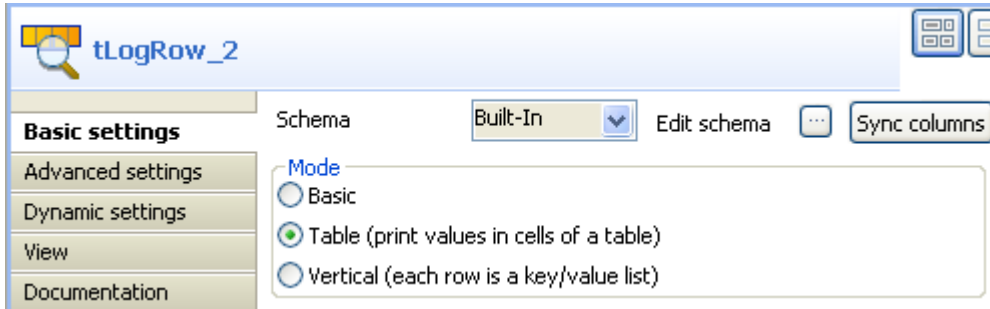 tLogRow_2
Basic settings
Advanced settings
Dynamic settings
View
Documentation
Schema Built-In Edit schema ... Sync columns
Mode
Basic
Table (print values in cells of a table)
Vertical (each row is a key/value list)